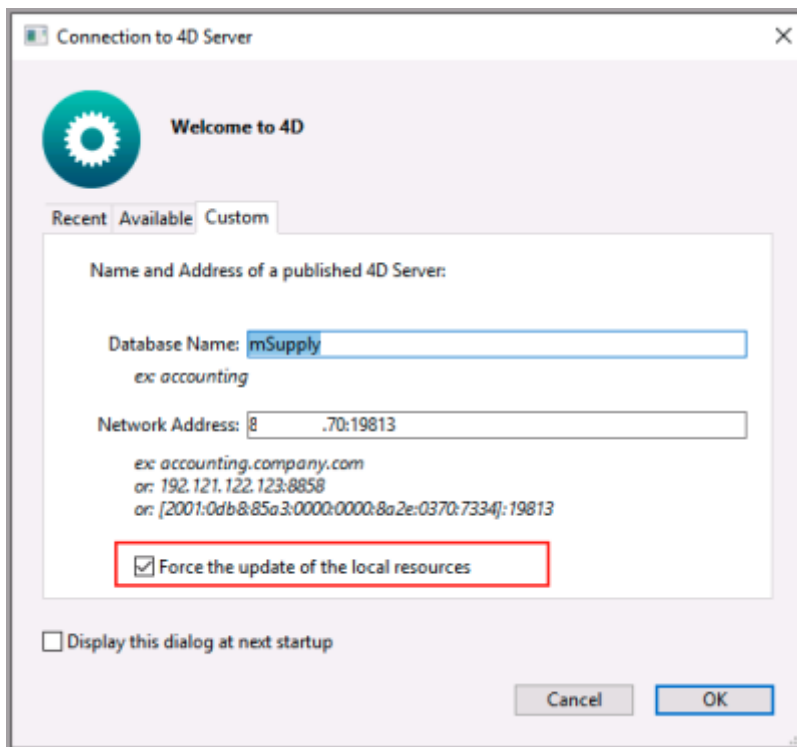 Connection to 4D Server
Welcome to 4D
Recent Available Custom
Name and Address of a published 4D Server:
Database Name: mSupply
ex: accounting
Network Address: 8 .70:19813
ex: accounting.company.com
or: 192.121.122.123:8858
or: [2001:0db8:85a3:0000:0000:8a2e:0370:7334]:19813
Force the update of the local resources
Display this dialog at next startup
Cancel OK